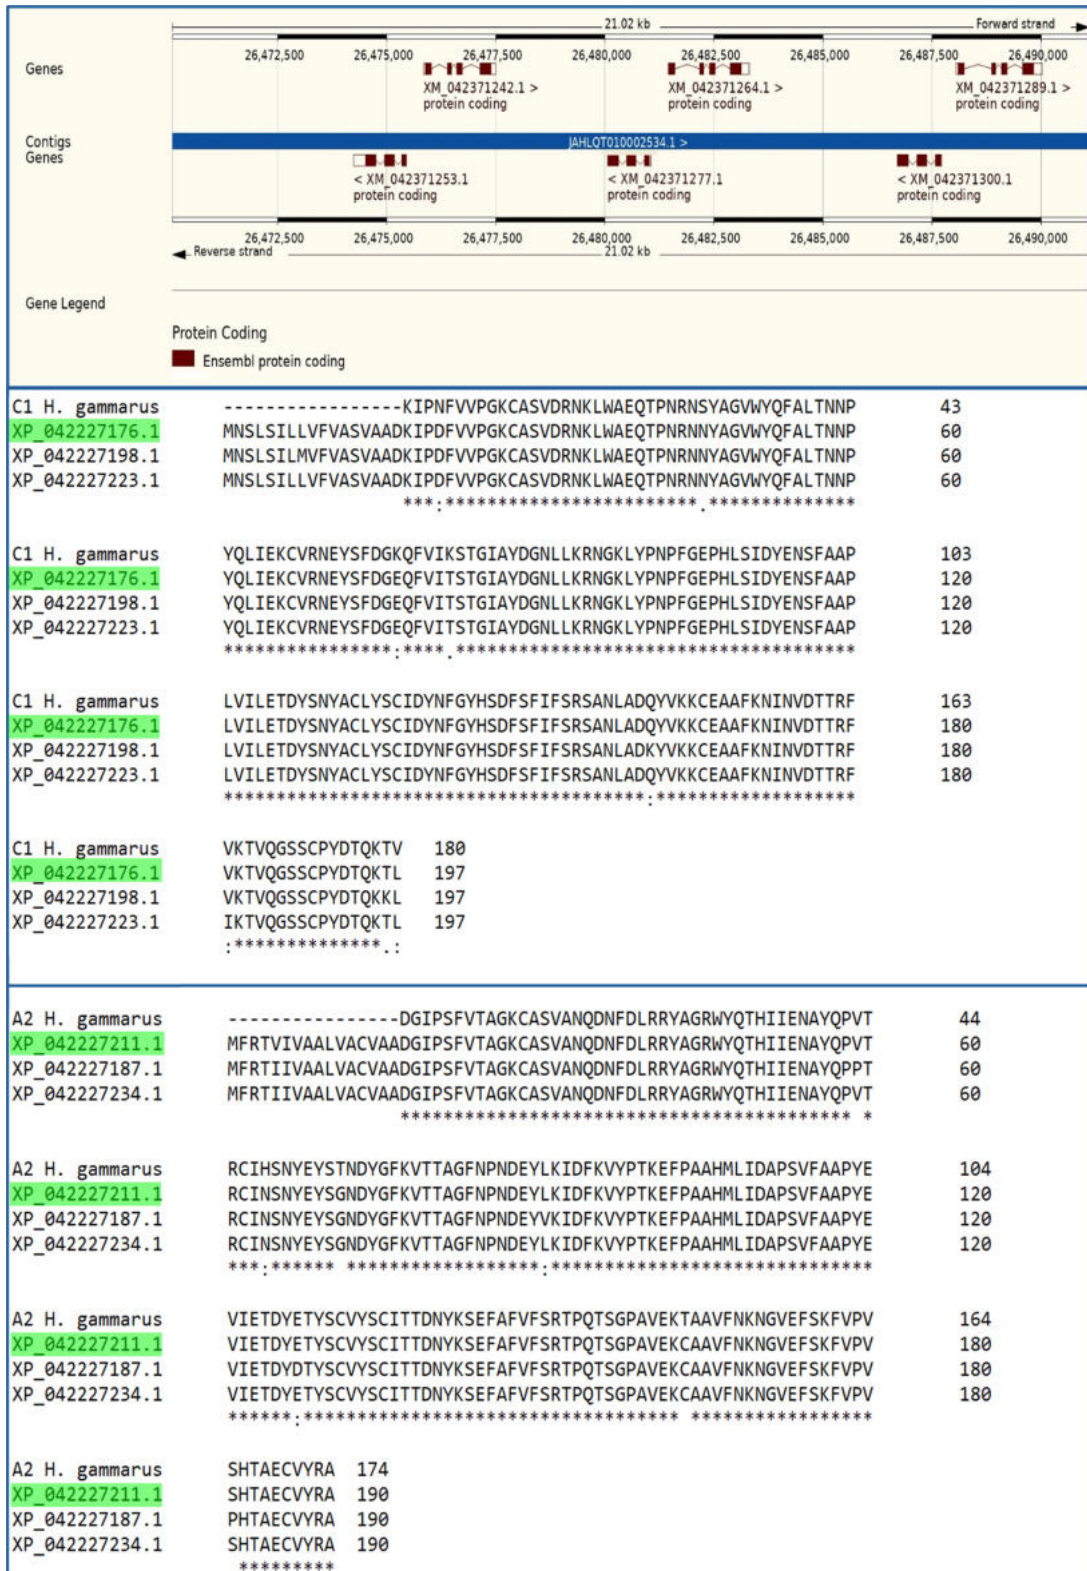 21.02 kb Forward strand
26,472,500 26,475,000 26,477,500 26,480,000 26,482,500 26,485,000 26,487,500 26,490,000
Genes
XM_042371242.1 > XM_042371264.1 > XM_042371289.1 >
protein coding protein coding protein coding
Contigs JAHLQT010002534.1 >
Genes
< XM_042371253.1 < XM_042371277.1 < XM_042371300.1
protein coding protein coding protein coding
26,472,500 26,475,000 26,477,500 26,480,000 26,482,500 26,485,000 26,487,500 26,490,000
Reverse strand 21.02 kb
Gene Legend
Protein Coding
Ensembl protein coding
C1 H. gammarus -----------------KIPNFVVPGKCASVDRNKLWAEQTPNRNSYAGVWYQFALTNNP 43
XP_042227176.1 MNSLSILLVFVASVAADKIPDFVVPGKCASVDRNKLWAEQTPNRNNYAGVWYQFALTNNP 60
XP_042227198.1 MNSLSILMVFVASVAADKIPDFVVPGKCASVDRNKLWAEQTPNRNNYAGVWYQFALTNNP 60
XP_042227223.1 MNSLSILLVFVASVAADKIPDFVVPGKCASVDRNKLWAEQTPNRNNYAGVWYQFALTNNP 60
***:************************.**************
C1 H. gammarus YQLIEKCVRNEYSFDGKQFVIKSTGIAYDGNLLKRNGKLYPNPFGEPHLSIDYENSFAAP 103
XP_042227176.1 YQLIEKCVRNEYSFDGEQFVITSTGIAYDGNLLKRNGKLYPNPFGEPHLSIDYENSFAAP 120
XP_042227198.1 YQLIEKCVRNEYSFDGEQFVITSTGIAYDGNLLKRNGKLYPNPFGEPHLSIDYENSFAAP 120
XP_042227223.1 YQLIEKCVRNEYSFDGEQFVITSTGIAYDGNLLKRNGKLYPNPFGEPHLSIDYENSFAAP 120
****************:****.**************************************
C1 H. gammarus LVILETDYSNYACLYSCIDYNFGYHSDFSFIFSRSANLADQYVKKCEAAFKNINVDTTRF 163
XP_042227176.1 LVILETDYSNYACLYSCIDYNFGYHSDFSFIFSRSANLADQYVKKCEAAFKNINVDTTRF 180
XP_042227198.1 LVILETDYSNYACLYSCIDYNFGYHSDFSFIFSRSANLADKYVKKCEAAFKNINVDTTRF 180
XP_042227223.1 LVILETDYSNYACLYSCIDYNFGYHSDFSFIFSRSANLADQYVKKCEAAFKNINVDTTRF 180
****************************************:*******************
C1 H. gammarus VKTVQGSSCPYDTQKTV 180
XP_042227176.1 VKTVQGSSCPYDTQKTL 197
XP_042227198.1 VKTVQGSSCPYDTQKKL 197
XP_042227223.1 IKTVQGSSCPYDTQKTL 197
:**************.:
A2 H. gammarus ----------------DGIPSFVTAGKCASVANQDNFDLRRYAGRWYQTHIIENAYQPVT 44
XP_042227211.1 MFRTVIVAALVACVAADGIPSFVTAGKCASVANQDNFDLRRYAGRWYQTHIIENAYQPVT 60
XP_042227187.1 MFRTIIVAALVACVAADGIPSFVTAGKCASVANQDNFDLRRYAGRWYQTHIIENAYQPPT 60
XP_042227234.1 MFRTIIVAALVACVAADGIPSFVTAGKCASVANQDNFDLRRYAGRWYQTHIIENAYQPVT 60
****************************************** *
A2 H. gammarus RCIHSNYEYSTNDYGFKVTTAGFNPNDEYLKIDFKVYPTKEFPAAHMLIDAPSVFAAPYE 104
XP_042227211.1 RCINSNYEYSGNDYGFKVTTAGFNPNDEYLKIDFKVYPTKEFPAAHMLIDAPSVFAAPYE 120
XP_042227187.1 RCINSNYEYSGNDYGFKVTTAGFNPNDEYVKIDFKVYPTKEFPAAHMLIDAPSVFAAPYE 120
XP_042227234.1 RCINSNYEYSGNDYGFKVTTAGFNPNDEYLKIDFKVYPTKEFPAAHMLIDAPSVFAAPYE 120
***:****** ******************:******************************
A2 H. gammarus VIETDYETYSCVYSCITTDNYKSEFAFVFSRTPQTSGPAVEKTAAVFNKNGVEFSKFVPV 164
XP_042227211.1 VIETDYETYSCVYSCITTDNYKSEFAFVFSRTPQTSGPAVEKCAAVFNKNGVEFSKFVPV 180
XP_042227187.1 VIETDYDTYSCVYSCITTDNYKSEFAFVFSRTPQTSGPAVEKCAAVFNKNGVEFSKFVPV 180
XP_042227234.1 VIETDYETYSCVYSCITTDNYKSEFAFVFSRTPQTSGPAVEKCAAVFNKNGVEFSKFVPV 180
******:*********************************** *****************
A2 H. gammarus SHTAECVYRA 174
XP_042227211.1 SHTAECVYRA 190
XP_042227187.1 PHTAECVYRA 190
XP_042227234.1 SHTAECVYRA 190
*********